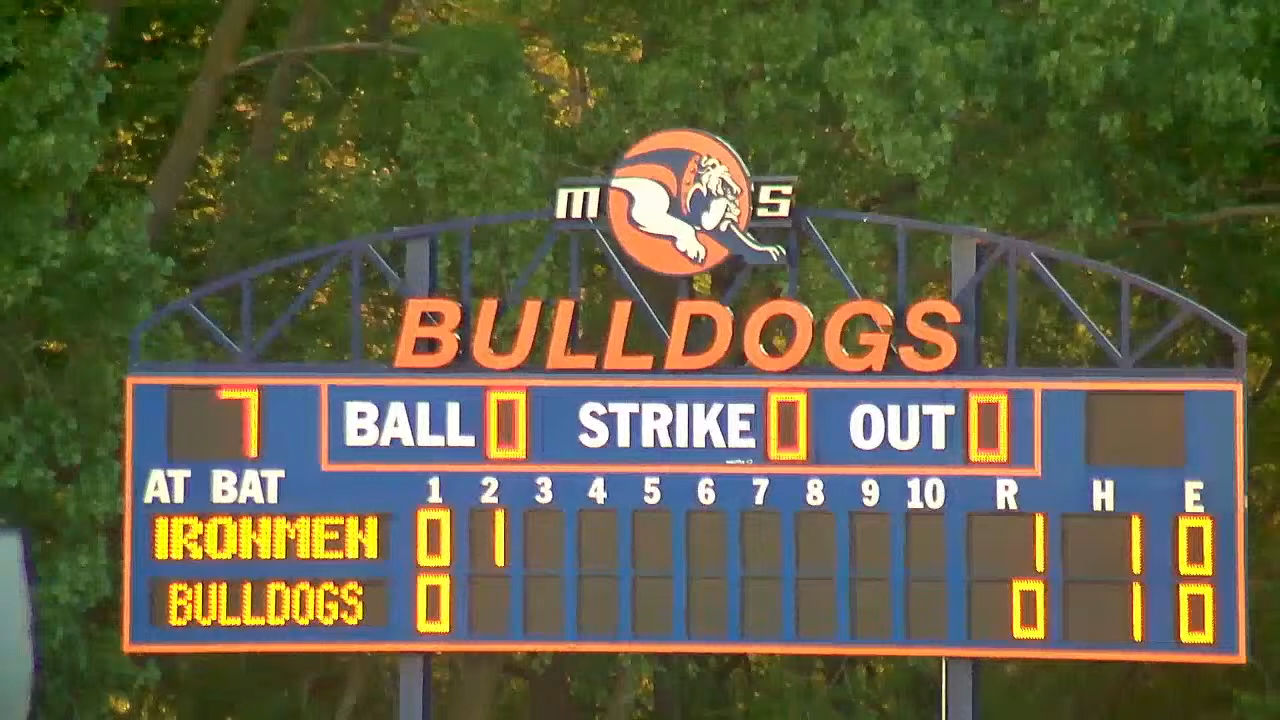 M S
BULLDOGS
7 BALL 0 STRIKE 0 OUT 0
AT BAT 1 2 3 4 5 6 7 8 9 10 R H E
IRONMEN 0 1 1 1 0
BULLDOGS 0 0 1 0